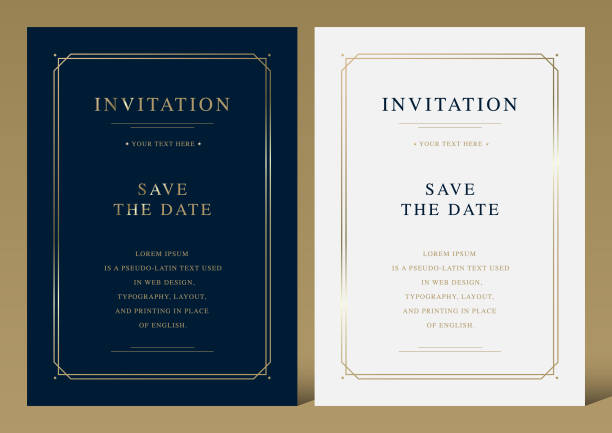 INVITATION
YOUR TEXT HERE
SAVE
THE DATE
LOREM IPSUM
IS A PSEUDO-LATIN TEXT USED
IN WEB DESIGN,
TYPOGRAPHY, LAYOUT,
AND PRINTING IN PLACE
OF ENGLISH.
INVITATION
YOUR TEXT HERE
SAVE
THE DATE
LOREM IPSUM
IS A PSEUDO-LATIN TEXT USED
IN WEB DESIGN,
TYPOGRAPHY, LAYOUT,
AND PRINTING IN PLACE
OF ENGLISH.